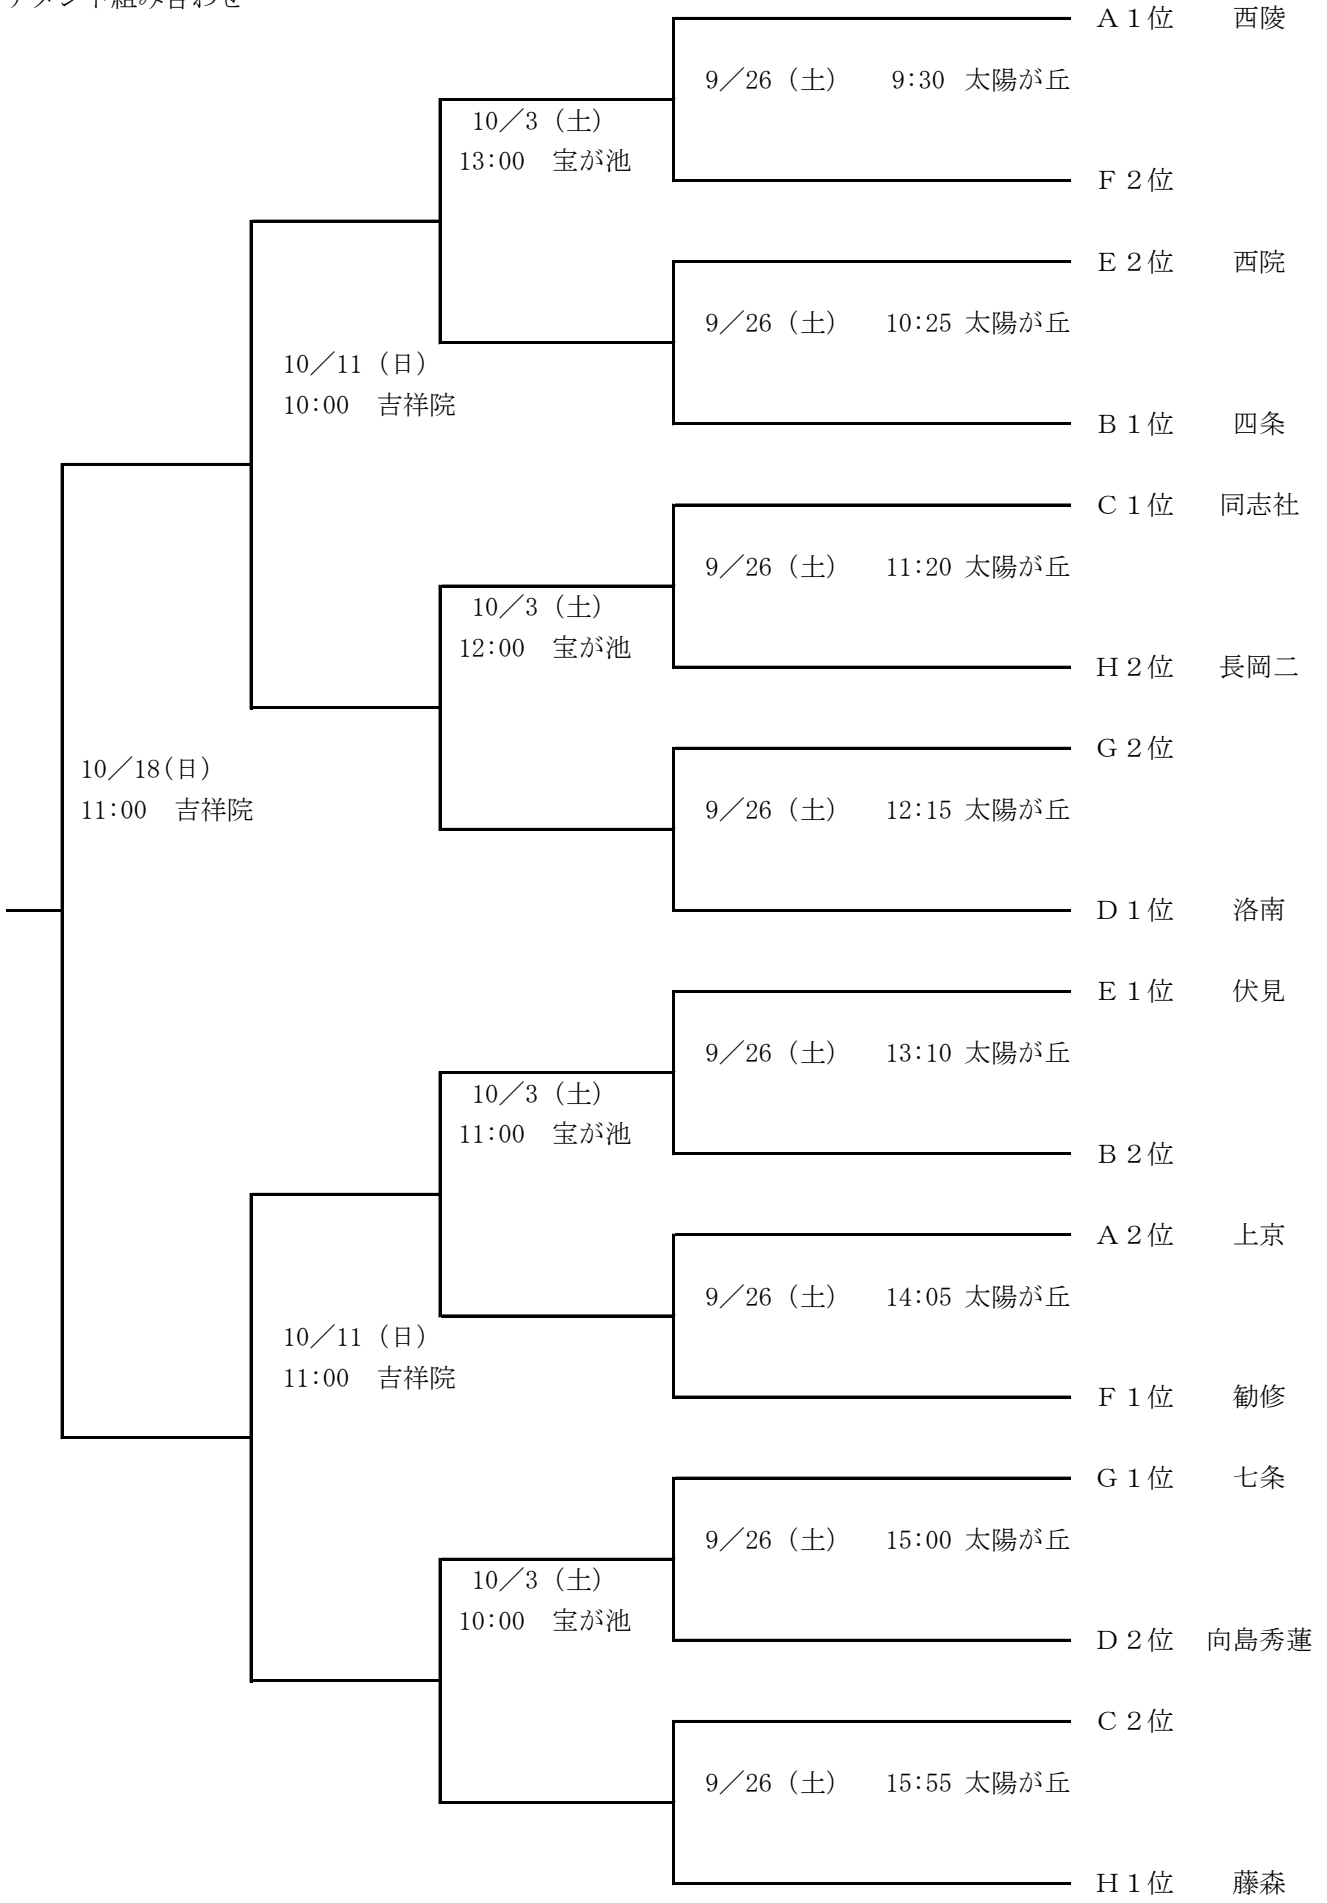 組み合わせ
Ａ１位　西陵
9／26（土）　9:30 太陽が丘
10／3（土）
13:00　宝が池
Ｆ２位
Ｅ２位　西院
9／26（土）　10:25 太陽が丘
10／11（日）
10:00　吉祥院
Ｂ１位　四条
Ｃ１位　同志社
9／26（土）　11:20 太陽が丘
10／3（土）
12:00　宝が池
Ｈ２位　長岡二
Ｇ２位
10／18(日)
11:00　吉祥院
9／26（土）　12:15 太陽が丘
Ｄ１位　洛南
Ｅ１位　伏見
9／26（土）　13:10 太陽が丘
10／3（土）
11:00　宝が池
Ｂ２位
Ａ２位　上京
9／26（土）　14:05 太陽が丘
10／11（日）
11:00　吉祥院
Ｆ１位　勧修
Ｇ１位　七条
9／26（土）　15:00 太陽が丘
10／3（土）
10:00　宝が池
Ｄ２位　向島秀蓮
Ｃ２位
9／26（土）　15:55 太陽が丘
Ｈ１位　藤森